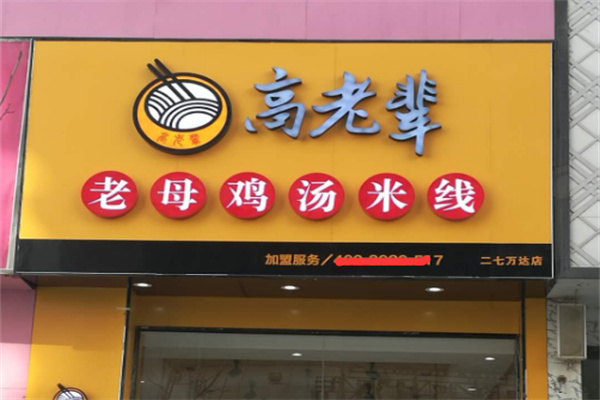 高老辈
高老辈
老母鸡汤米线
加盟服务/
二七万达店